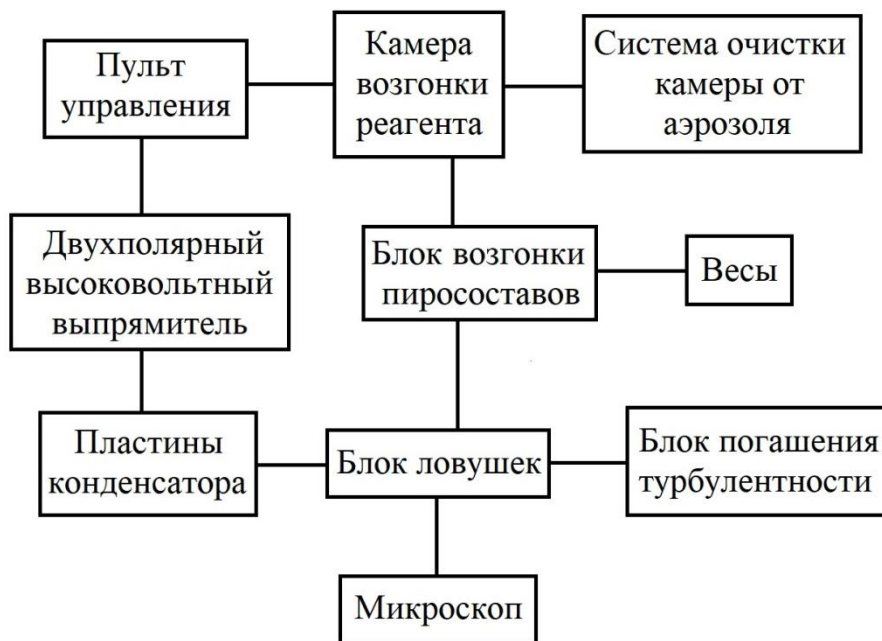 Пульт
управления
Камера
возгонки
реагента
Система очистки
камеры от
аэрозоля
Двухполярный
высоковольтный
выпрямитель
Блок возгонки
пиросоставов
Весы
Пластины
конденсатора
Блок ловушек
Блок погашения
турбулентности
Микроскоп